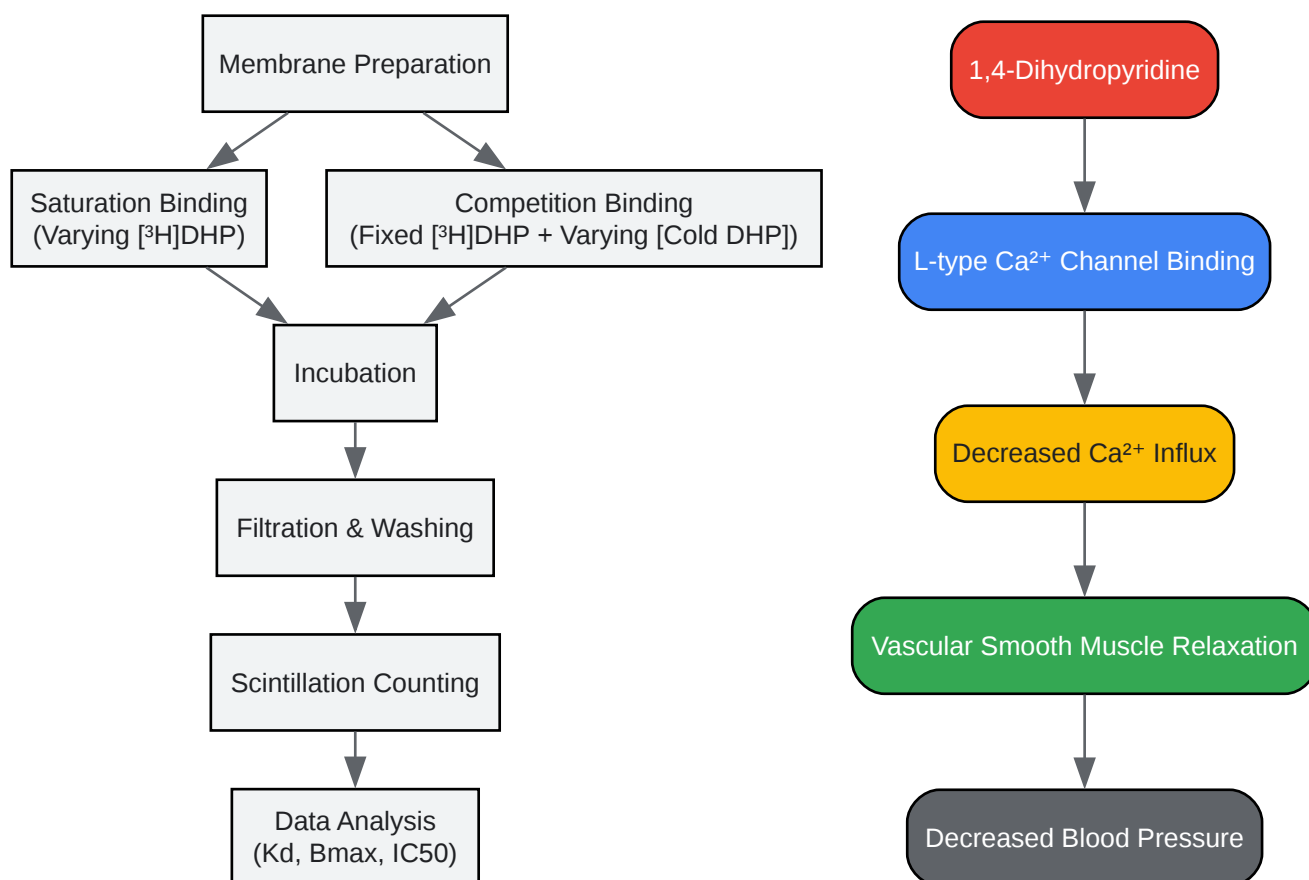 Membrane Preparation
Saturation Binding
(Varying [³H]DHP)
Competition Binding
(Fixed [³H]DHP + Varying [Cold DHP])
Incubation
Filtration & Washing
Scintillation Counting
Data Analysis
(Kd, Bmax, IC50)
1,4-Dihydropyridine
L-type Ca²⁺ Channel Binding
Decreased Ca²⁺ Influx
Vascular Smooth Muscle Relaxation
Decreased Blood Pressure